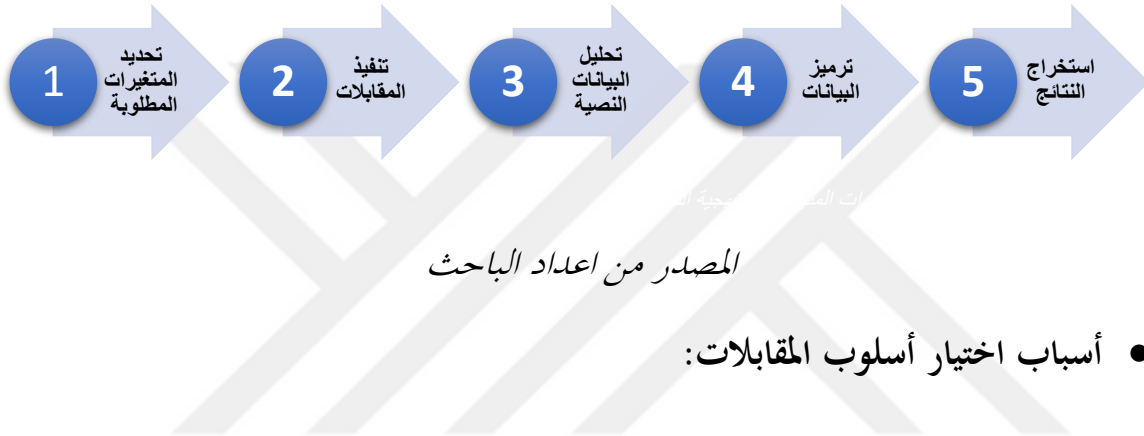 1
تحديد
المتغيرات
المطلوبة
2
تنفيذ
المقابلات
3
تحليل
البيانات
النصية
4
ترميز
البيانات
5
استخراج
النتائج
المصدر من اعداد الباحث
• أسباب اختيار أسلوب المقابلات: